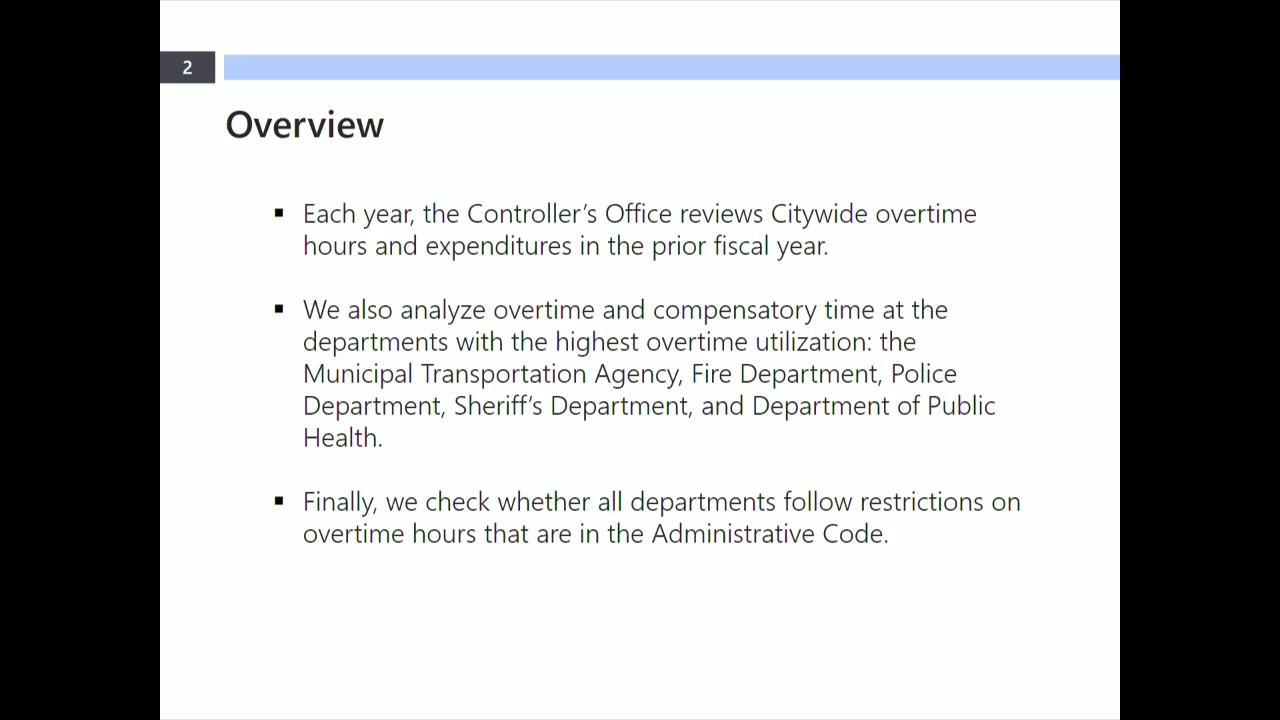 2
Overview
▪ Each year, the Controller’s Office reviews Citywide overtime
hours and expenditures in the prior fiscal year.
▪ We also analyze overtime and compensatory time at the
departments with the highest overtime utilization: the
Municipal Transportation Agency, Fire Department, Police
Department, Sheriff’s Department, and Department of Public
Health.
▪ Finally, we check whether all departments follow restrictions on
overtime hours that are in the Administrative Code.